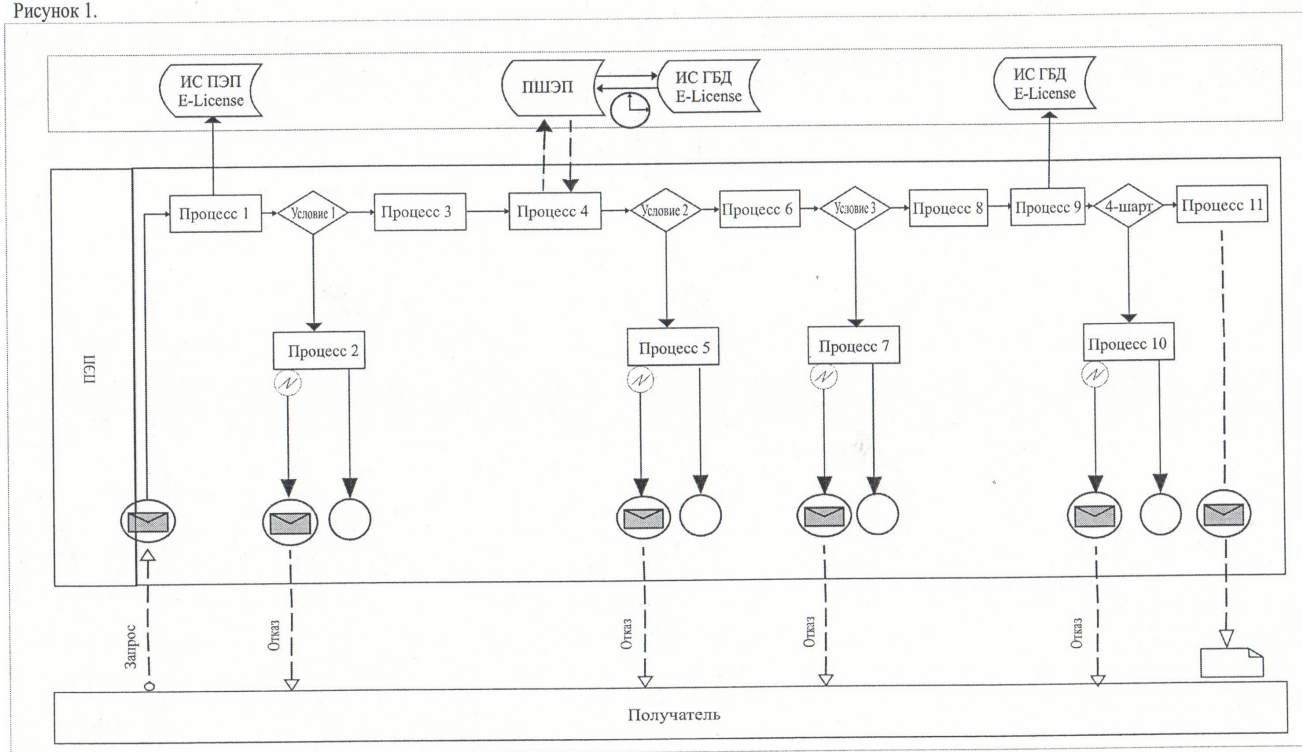 Рисунок 1.
ИС ПЭП
E-License
ПШЭП
ИС ГБД
E-License
ИС ГБД
E-License
ПЭП
Процесс 1
Условие 1
Процесс 3
Процесс 4
Условие 2
Процесс 6
Условие 3
Процесс 8
Процесс 9
4-шарт
Процесс 11
Процесс 2
Процесс 5
Процесс 7
Процесс 10
Запрос
Отказ
Отказ
Отказ
Отказ
Получатель